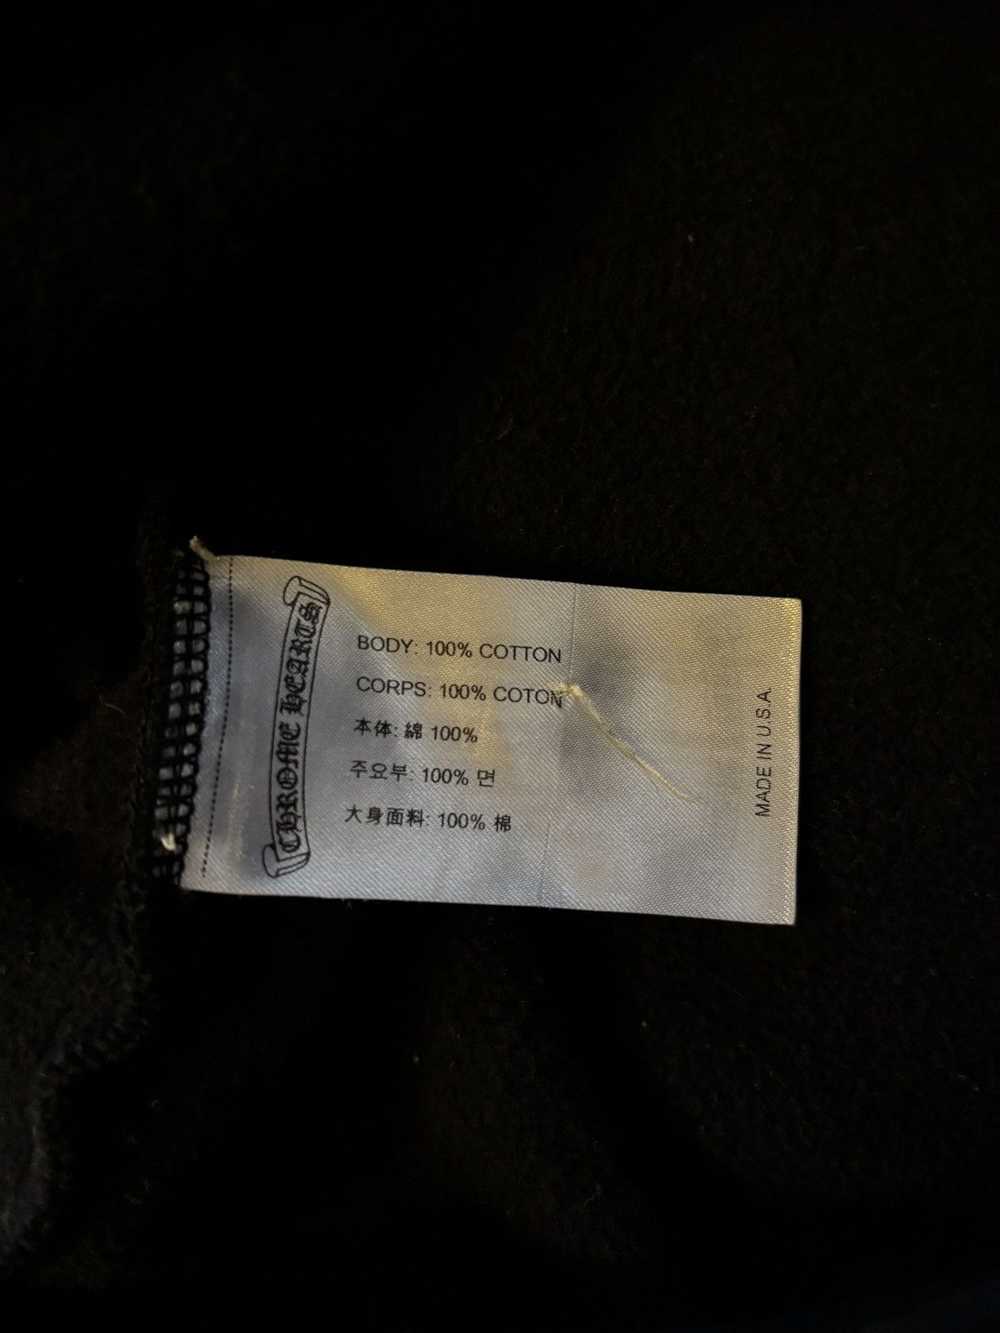 CHROME HEARTS
BODY: 100% COTTON
CORPS: 100% COTON
本体: 綿 100%
주요부: 100% 면
大身面料: 100% 棉
MADE IN U.S.A.